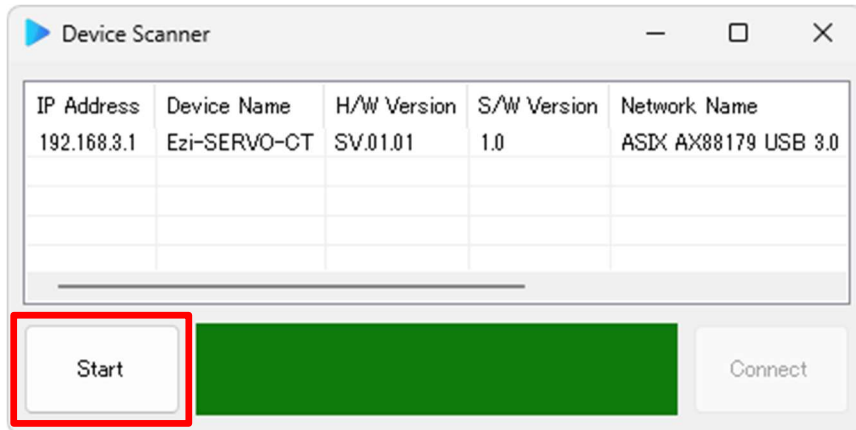 Device Scanner
IP Address Device Name H/W Version S/W Version Network Name
192.168.3.1 Ezi-SERVO-CT SV.01.01 1.0 ASIX AX88179 USB 3.0
Start Connect